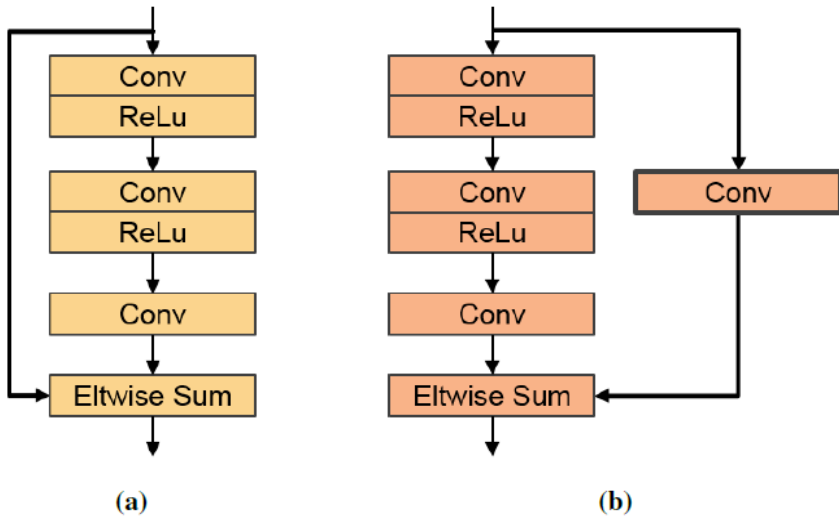 Conv
ReLu
Conv
ReLu
Conv
Eltwise Sum
(a)
Conv
ReLu
Conv
ReLu
Conv
Eltwise Sum
Conv
(b)